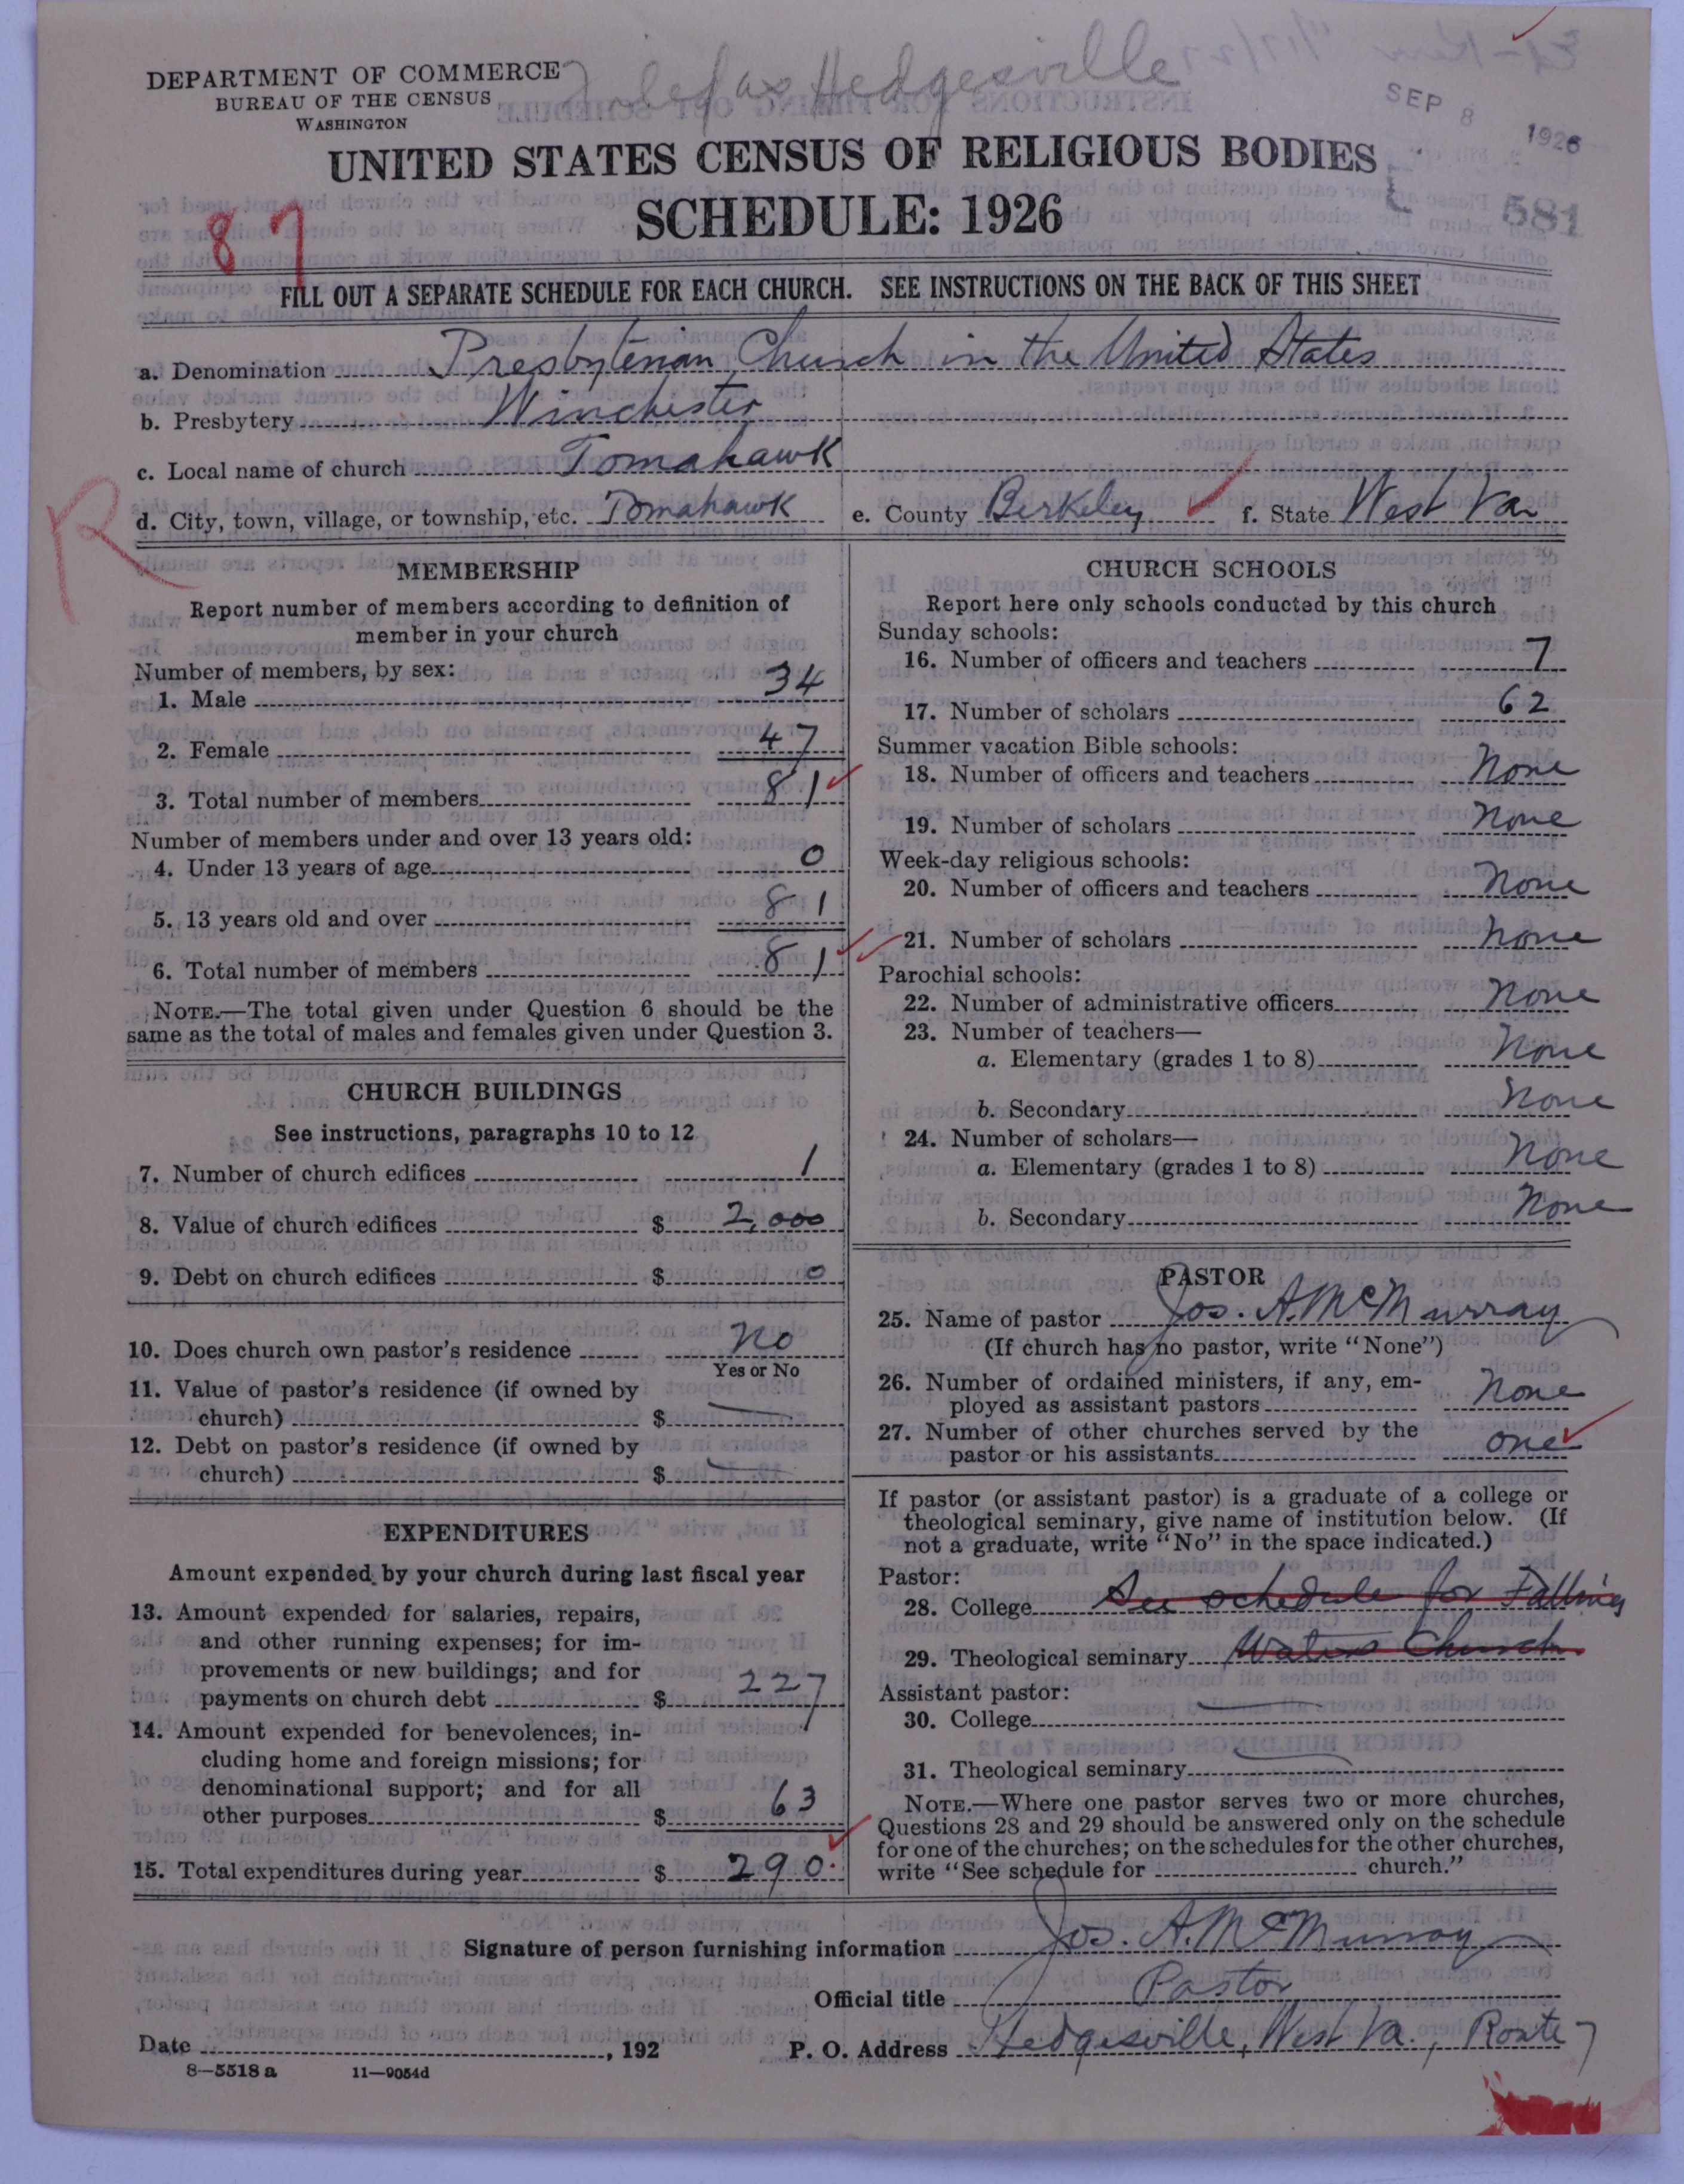 DEPARTMENT OF COMMERCE
BUREAU OF THE CENSUS
WASHINGTON
Hedgesville
SEP 8 1926
581
UNITED STATES CENSUS OF RELIGIOUS BODIES
SCHEDULE: 1926
87
FILL OUT A SEPARATE SCHEDULE FOR EACH CHURCH. SEE INSTRUCTIONS ON THE BACK OF THIS SHEET
a. Denomination Presbyterian Church in the United States
b. Presbytery Winchester
c. Local name of church Tomahawk
d. City, town, village, or township, etc. Tomahawk e. County Berkeley f. State West Va
R
MEMBERSHIP
Report number of members according to definition of
member in your church
Number of members, by sex:
1. Male 34
2. Female 47
3. Total number of members 81
Number of members under and over 13 years old:
4. Under 13 years of age 0
5. 13 years old and over 81
6. Total number of members 81
NOTE.—The total given under Question 6 should be the
same as the total of males and females given under Question 3.
CHURCH BUILDINGS
See instructions, paragraphs 10 to 12
7. Number of church edifices 1
8. Value of church edifices $ 2,000
9. Debt on church edifices $ 0
10. Does church own pastor's residence No
Yes or No
11. Value of pastor's residence (if owned by
church) $ —
12. Debt on pastor's residence (if owned by
church) $ —
EXPENDITURES
Amount expended by your church during last fiscal year
13. Amount expended for salaries, repairs,
and other running expenses; for im-
provements or new buildings; and for
payments on church debt $ 227
14. Amount expended for benevolences, in-
cluding home and foreign missions; for
denominational support; and for all
other purposes $ 63
15. Total expenditures during year $ 290.
CHURCH SCHOOLS
Report here only schools conducted by this church
Sunday schools:
16. Number of officers and teachers 7
17. Number of scholars 62
Summer vacation Bible schools:
18. Number of officers and teachers None
19. Number of scholars None
Week-day religious schools:
20. Number of officers and teachers None
21. Number of scholars None
Parochial schools:
22. Number of administrative officers None
23. Number of teachers—
a. Elementary (grades 1 to 8) None
b. Secondary None
24. Number of scholars—
a. Elementary (grades 1 to 8) None
b. Secondary None
PASTOR
25. Name of pastor Jos. A. McMurray
(If church has no pastor, write "None")
26. Number of ordained ministers, if any, em-
ployed as assistant pastors None
27. Number of other churches served by the
pastor or his assistants one
If pastor (or assistant pastor) is a graduate of a college or
theological seminary, give name of institution below. (If
not a graduate, write "No" in the space indicated.)
Pastor:
28. College See schedule for Falling
29. Theological seminary Waters Church
Assistant pastor:
30. College —
31. Theological seminary —
NOTE.—Where one pastor serves two or more churches,
Questions 28 and 29 should be answered only on the schedule
for one of the churches; on the schedules for the other churches,
write "See schedule for church."
Signature of person furnishing information Jos. A. McMurray
Official title Pastor
Date , 192 P. O. Address Hedgesville, West Va., Route
8—5518 a 11—9054d